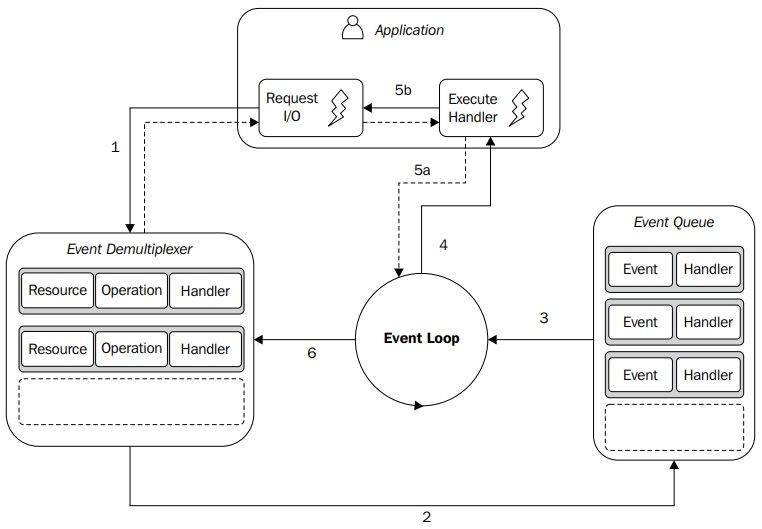 Application
Request
I/O
5b
Execute
Handler
1
5a
4
Event Demultiplexer
Resource Operation Handler
Resource Operation Handler
Event Loop
3
6
Event Queue
Event Handler
Event Handler
Event Handler
2